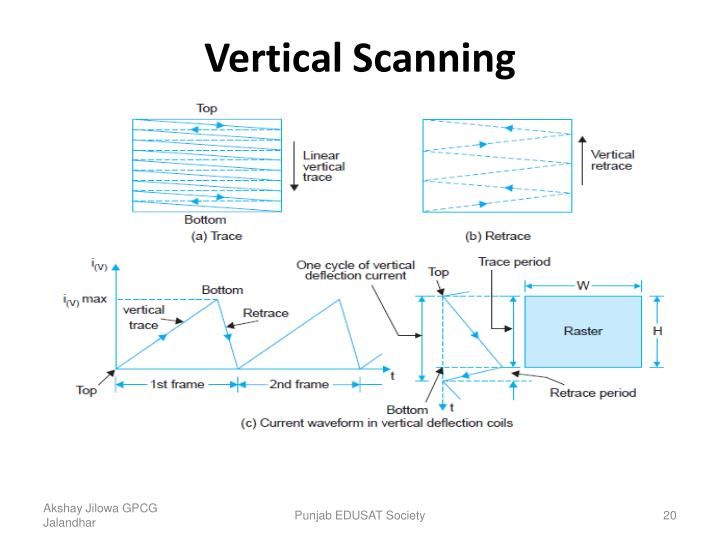 Vertical Scanning
Top
Linear
vertical
trace
Bottom
(a) Trace
Vertical
retrace
(b) Retrace
i(V)
i(V) max
vertical
trace
Bottom
Retrace
Top
1st frame
2nd frame
t
One cycle of vertical
deflection current
Top
Trace period
W
Raster
H
Retrace period
Bottom
t
(c) Current waveform in vertical deflection coils
Akshay Jilowa GPCG
Jalandhar
Punjab EDUSAT Society
20